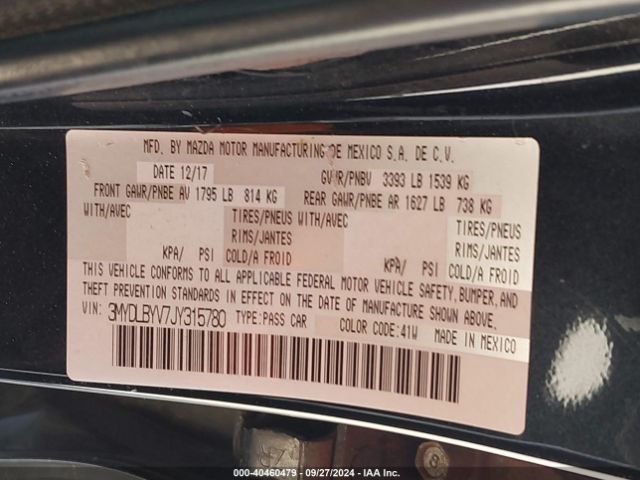 MFD. BY MAZDA MOTOR MANUFACTURING DE MEXICO S.A. DE C.V.
DATE 12/17 GVWR/PNBV 3393 LB 1539 KG
FRONT GAWR/PNBE AV 1795 LB 814 KG REAR GAWR/PNBE AR 1627 LB 738 KG
WITH/AVEC TIRES/PNEUS WITH/AVEC TIRES/PNEUS
RIMS/JANTES RIMS/JANTES
KPA/ PSI COLD/A FROID KPA/ PSI COLD/A FROID
THIS VEHICLE CONFORMS TO ALL APPLICABLE FEDERAL MOTOR VEHICLE SAFETY, BUMPER, AND
THEFT PREVENTION STANDARDS IN EFFECT ON THE DATE OF MANUFACTURE SHOWN ABOVE.
VIN: 3MYDLBYV7JY315780 TYPE:PASS CAR COLOR CODE:41W MADE IN MEXICO
000-40460479 - 09/27/2024 - IAA Inc.